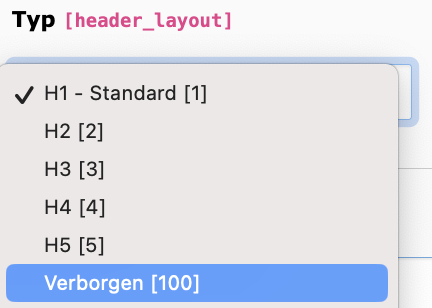 Typ [header_layout]
H1 - Standard [1]
H2 [2]
H3 [3]
H4 [4]
H5 [5]
Verborgen [100]